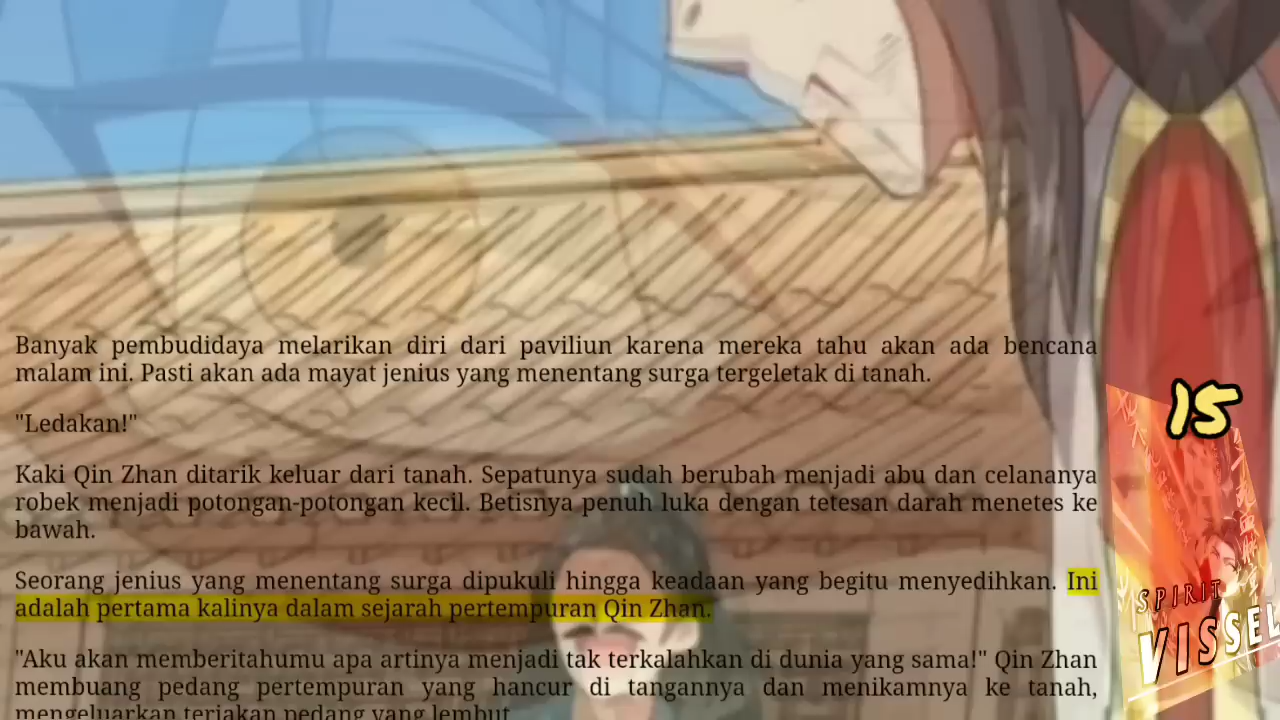 Banyak pembudidaya melarikan diri dari paviliun karena mereka tahu akan ada bencana
malam ini. Pasti akan ada mayat jenius yang menentang surga tergeletak di tanah.
"Ledakan!"
Kaki Qin Zhan ditarik keluar dari tanah. Sepatunya sudah berubah menjadi abu dan celananya
robek menjadi potongan-potongan kecil. Betisnya penuh luka dengan tetesan darah menetes ke
bawah.
Seorang jenius yang menentang surga dipukuli hingga keadaan yang begitu menyedihkan. Ini
adalah pertama kalinya dalam sejarah pertempuran Qin Zhan.
"Aku akan memberitahumu apa artinya menjadi tak terkalahkan di dunia yang sama!" Qin Zhan
membuang pedang pertempuran yang hancur di tangannya dan menikamnya ke tanah,
mengeluarkan teriakan pedang yang lembut
15
SPIRIT
VISSEL